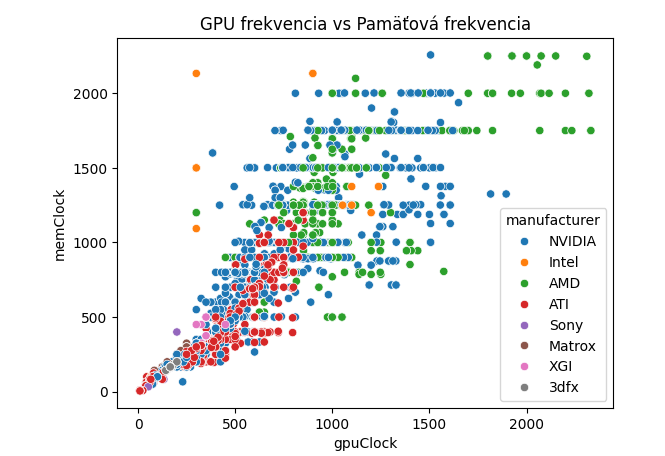 GPU frekvencia vs Pamäťová frekvencia
memClock
2000
1500
1000
500
0
manufacturer
NVIDIA
Intel
AMD
ATI
Sony
Matrox
XGI
3dfx
0 500 1000 1500 2000
gpuClock